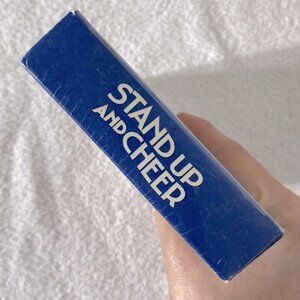 STAND UP
AND CHEER